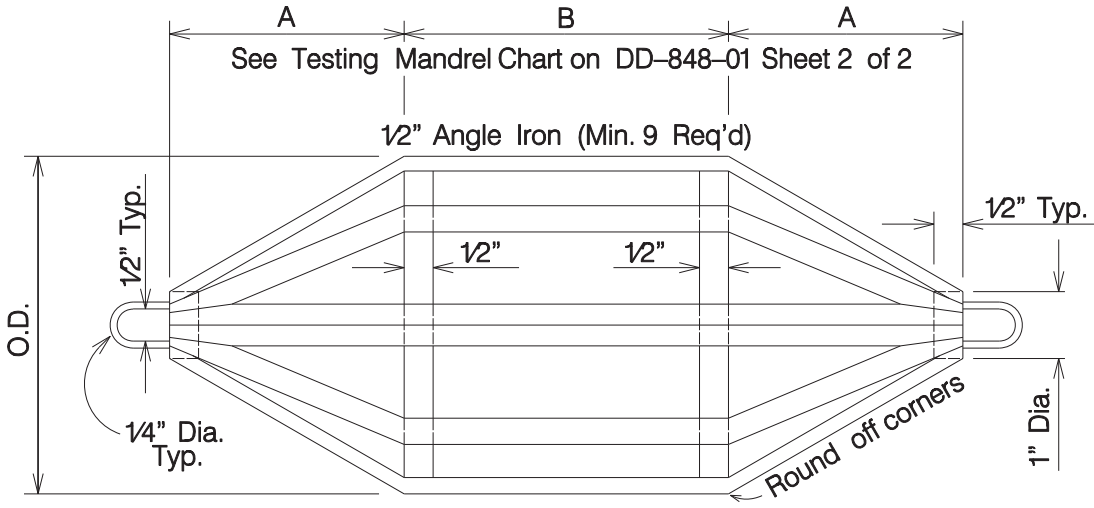 A B A
See Testing Mandrel Chart on DD–848–01 Sheet 2 of 2
1/2" Angle Iron (Min. 9 Req'd)
1/2" Typ.
1/2" Typ.
1/2"
1/2"
O.D.
1/4" Dia.
Typ.
Round off corners
1" Dia.